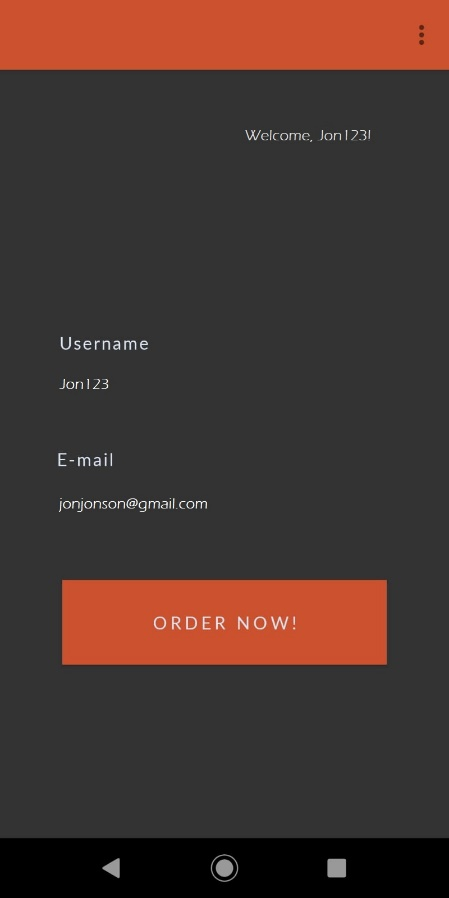 Welcome, Jon123!
Username
Jon123
E-mail
jonjonson@gmail.com
ORDER NOW!